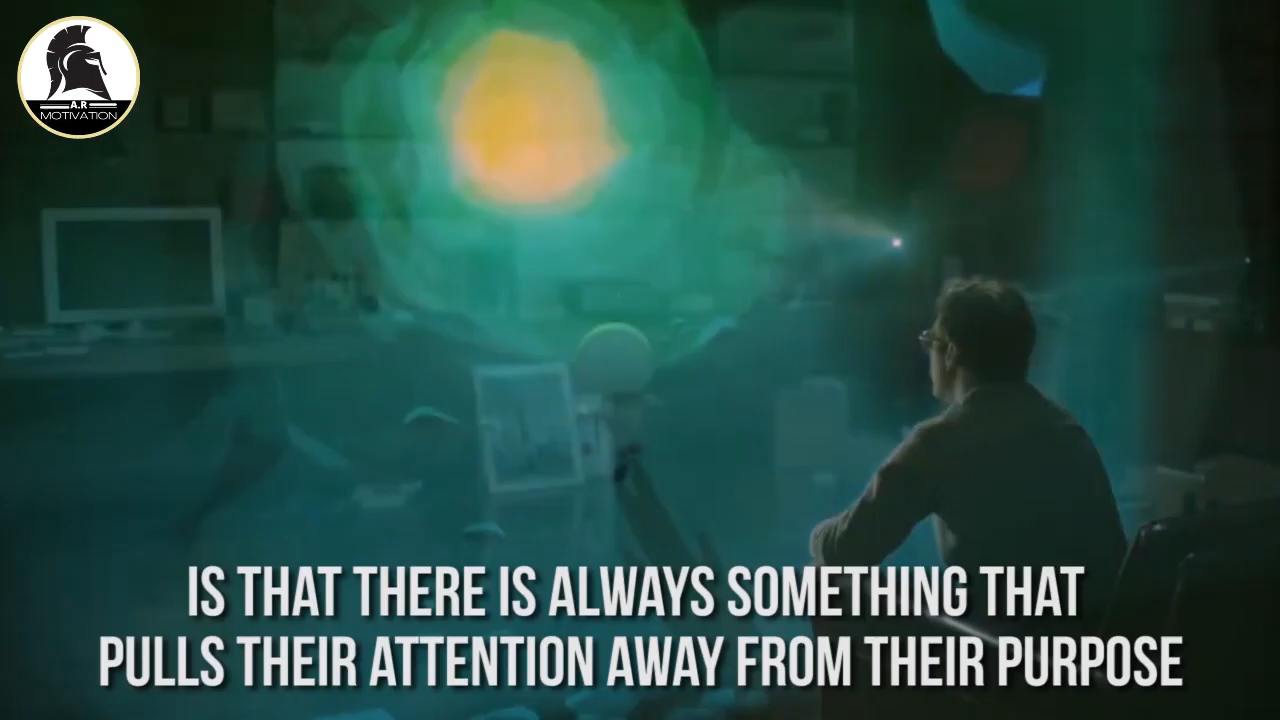 A.R
MOTIVATION
IS THAT THERE IS ALWAYS SOMETHING THAT
PULLS THEIR ATTENTION AWAY FROM THEIR PURPOSE